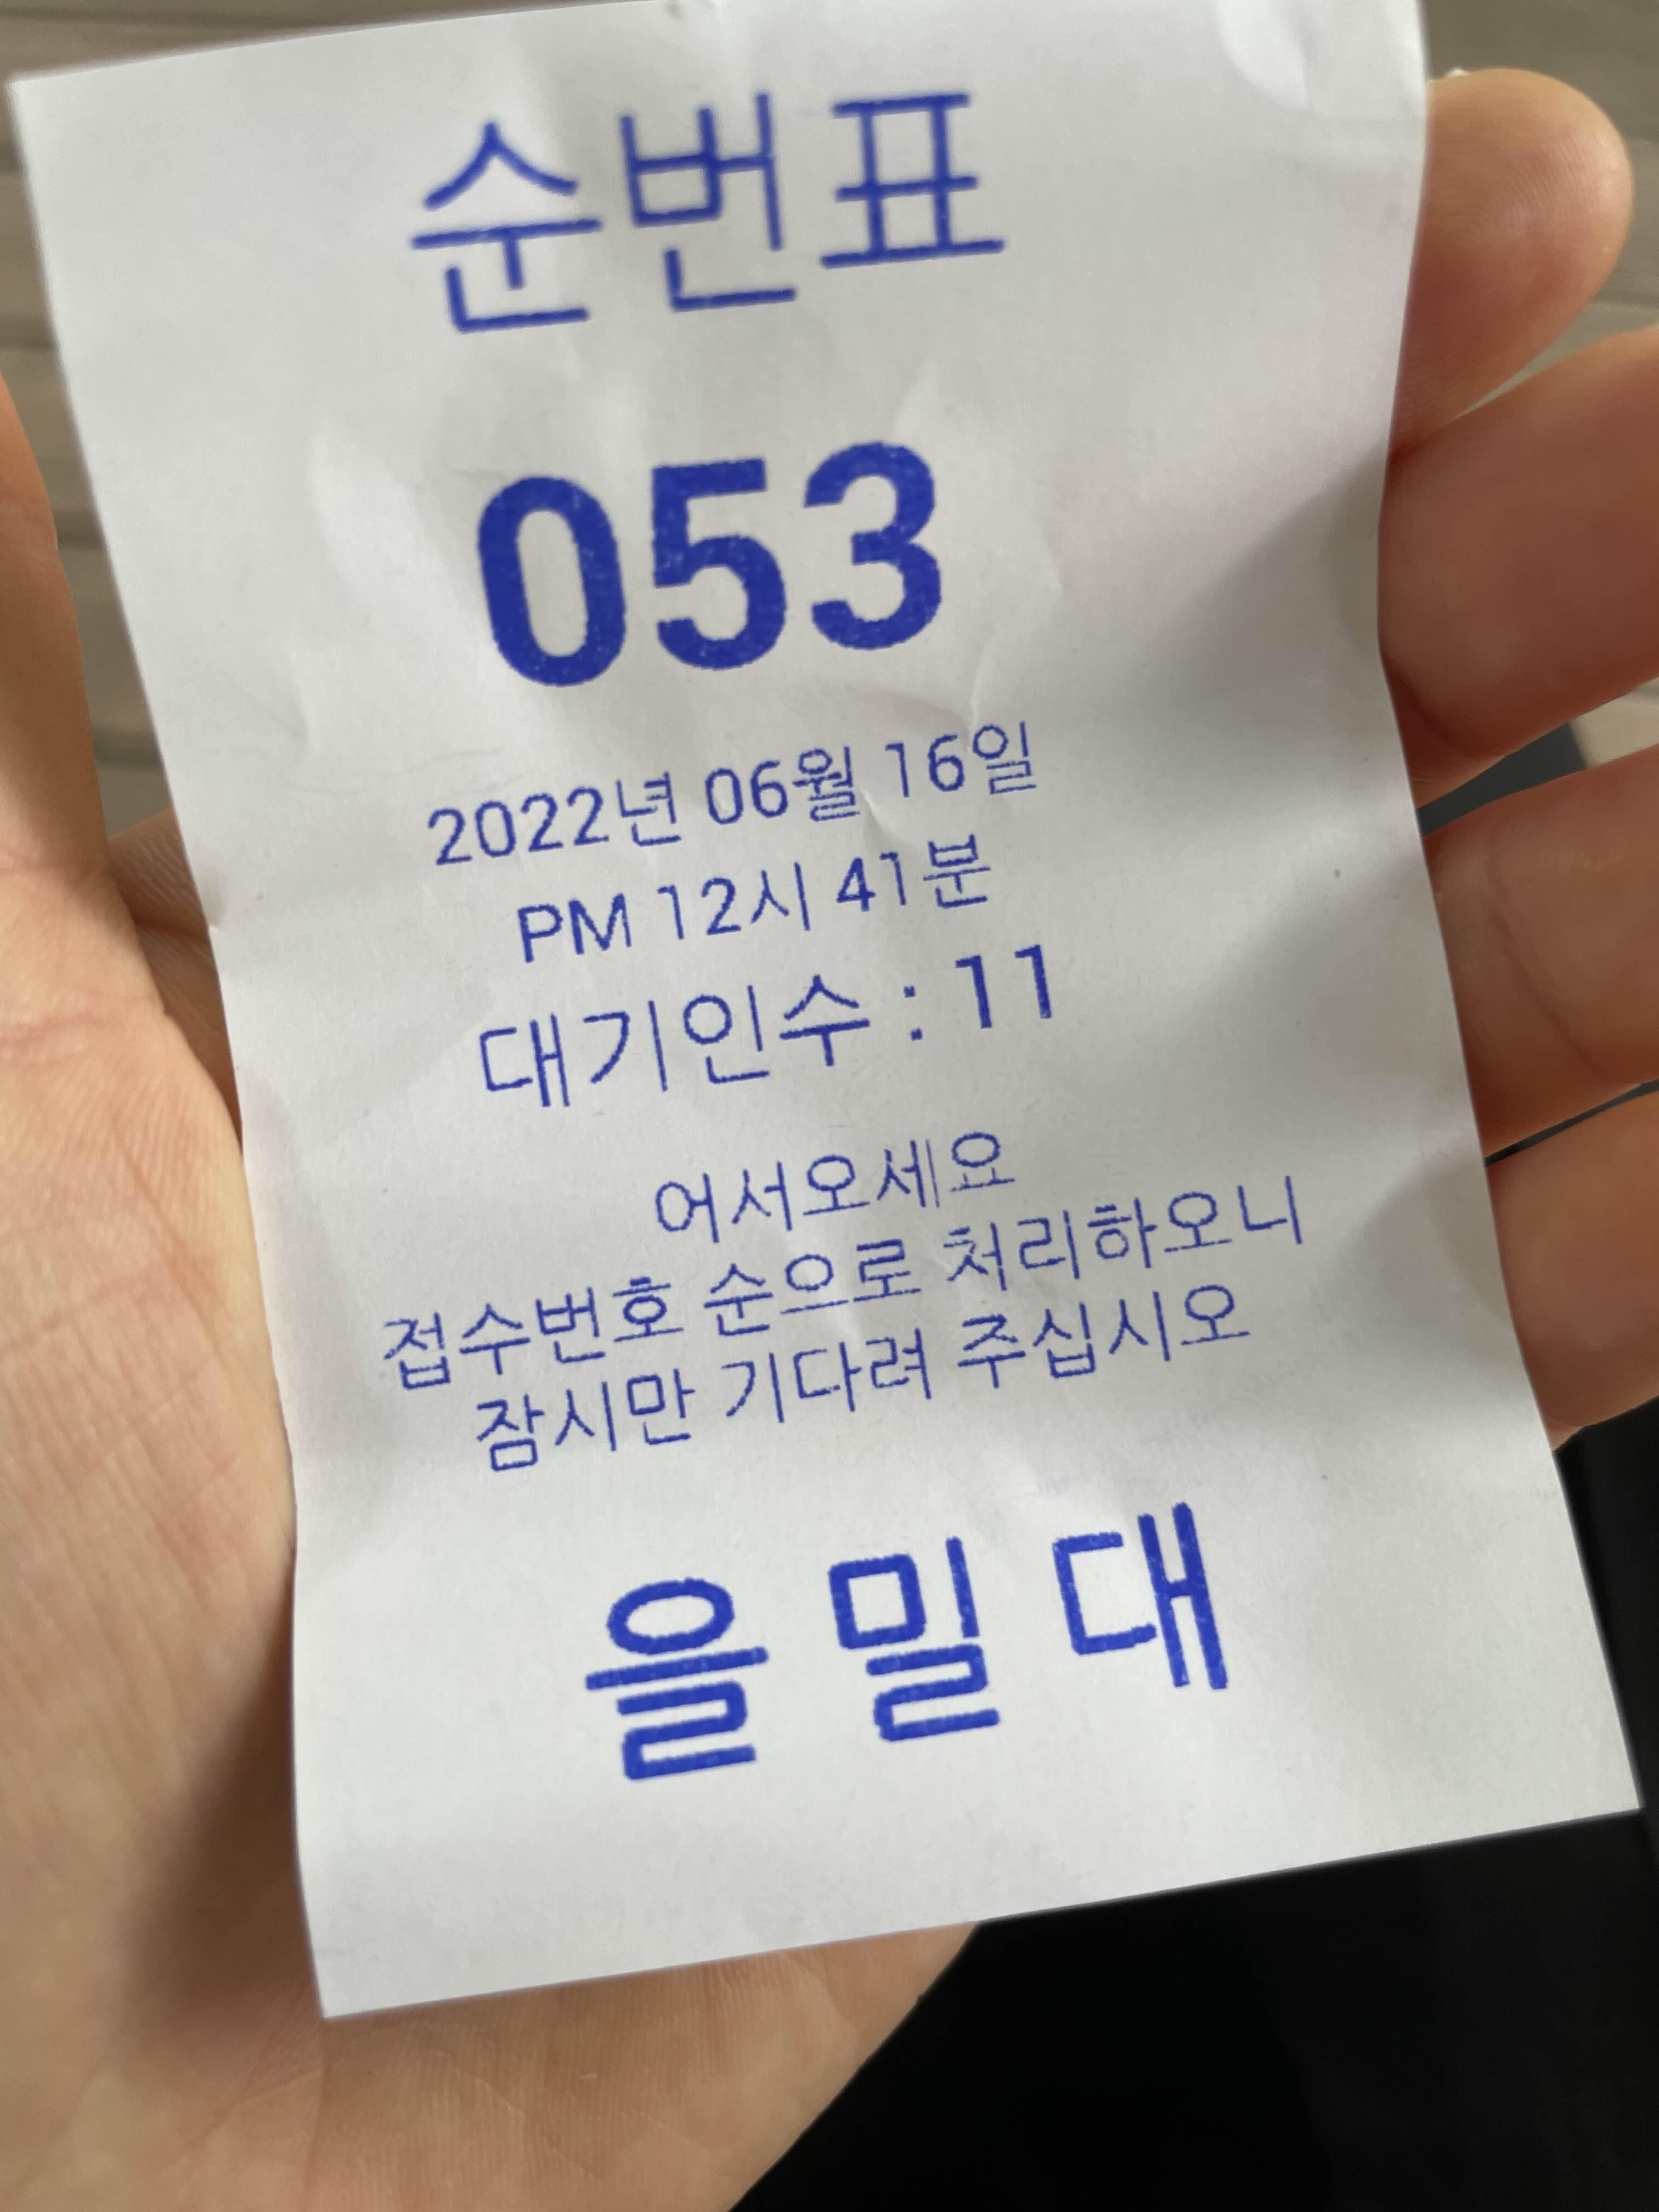 순번표
053
2022년 06월 16일
PM 12시 41분
대기인수 : 11
어서오세요
접수번호 순으로 처리하오니
잠시만 기다려 주십시오
을밀대